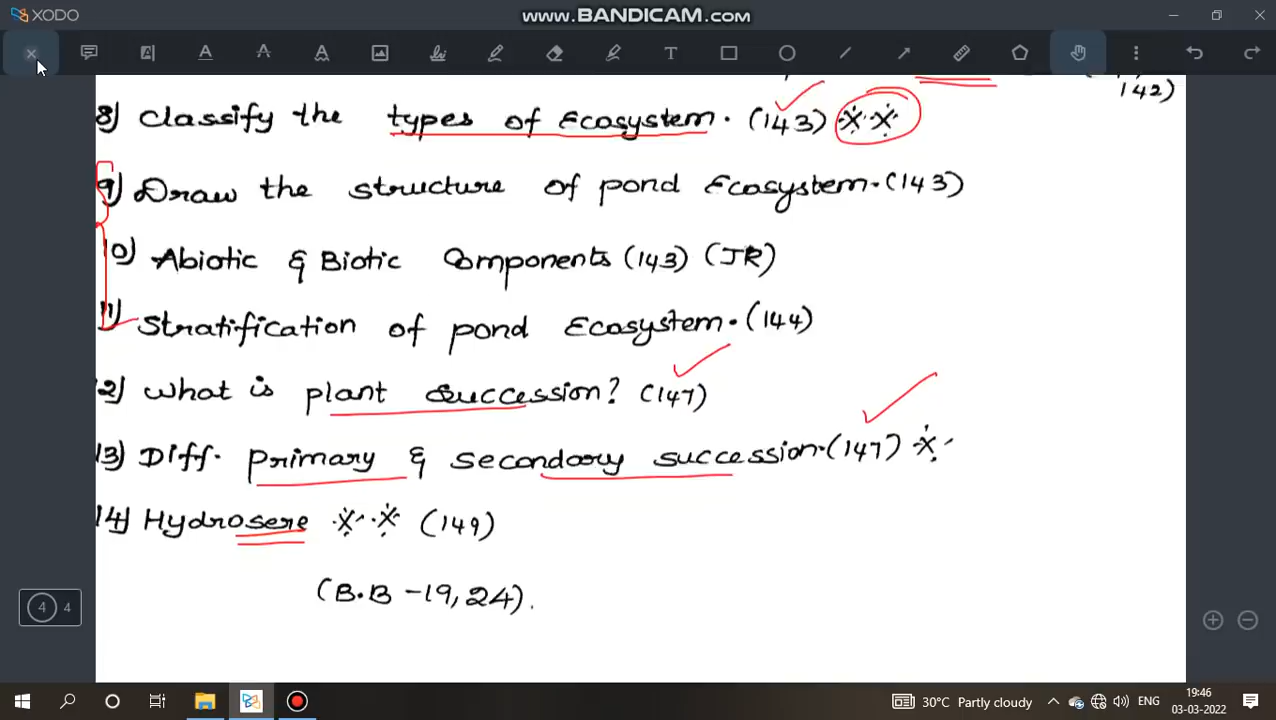 XODO
www.BANDICAM.com
142)
8) Classify the types of Ecosystem. (143) ※※
9) Draw the structure of pond Ecosystem. (143)
10) Abiotic & Biotic Components (143) (JR)
11) Stratification of pond Ecosystem. (144)
12) What is plant succession? (147)
13) Diff. primary & secondary succession. (147) ※
14) Hydrosere ※※ (149)
(B.B - 19, 24).
4 4
30°C Partly cloudy
ENG
19:46
03-03-2022